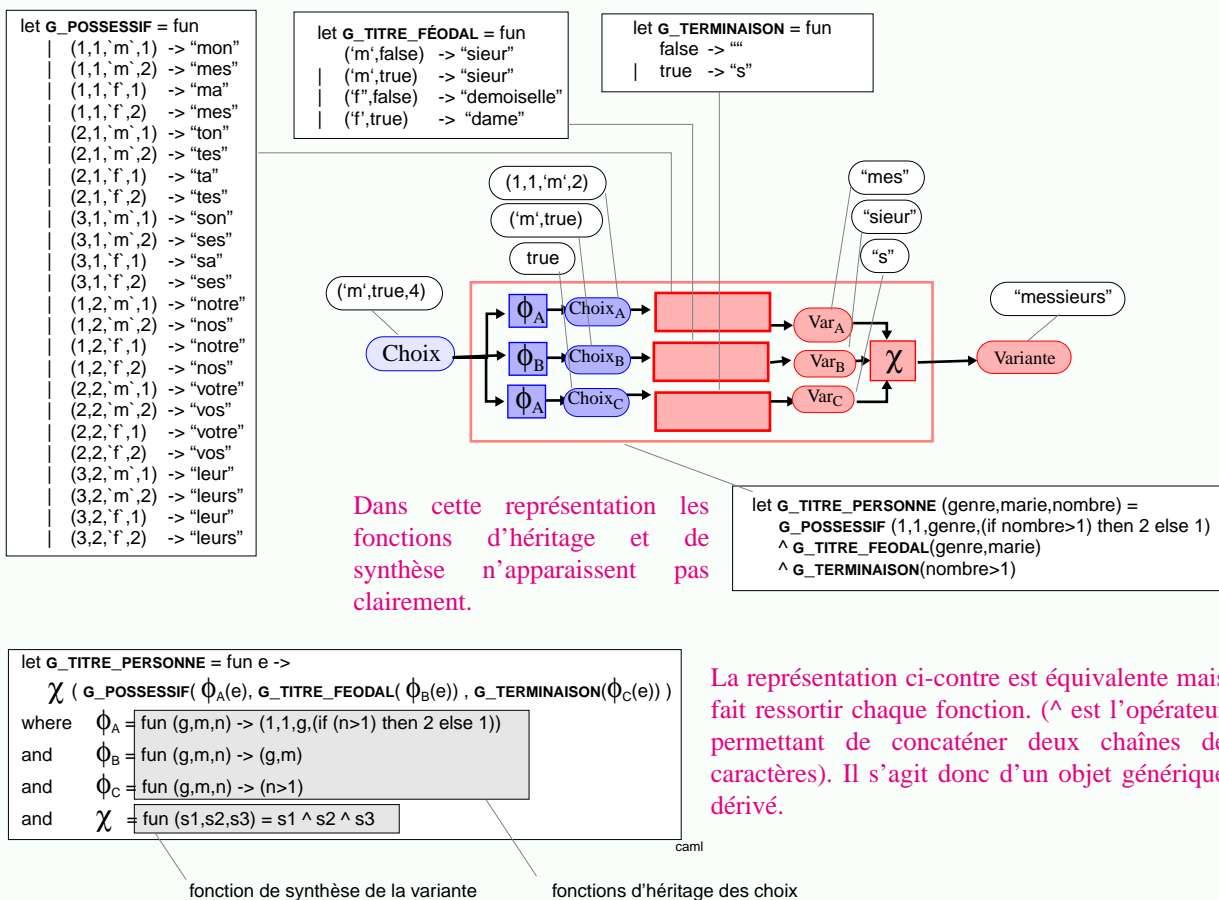 let G_POSSESSIF = fun
| (1,1,`m`,1) -> “mon”
| (1,1,`m`,2) -> “mes”
| (1,1,`f`,1) -> “ma”
| (1,1,`f`,2) -> “mes”
| (2,1,`m`,1) -> “ton”
| (2,1,`m`,2) -> “tes”
| (2,1,`f`,1) -> “ta”
| (2,1,`f`,2) -> “tes”
| (3,1,`m`,1) -> “son”
| (3,1,`m`,2) -> “ses”
| (3,1,`f`,1) -> “sa”
| (3,1,`f`,2) -> “ses”
| (1,2,`m`,1) -> “notre”
| (1,2,`m`,2) -> “nos”
| (1,2,`f`,1) -> “notre”
| (1,2,`f`,2) -> “nos”
| (2,2,`m`,1) -> “votre”
| (2,2,`m`,2) -> “vos”
| (2,2,`f`,1) -> “votre”
| (2,2,`f`,2) -> “vos”
| (3,2,`m`,1) -> “leur”
| (3,2,`m`,2) -> “leurs”
| (3,2,`f`,1) -> “leur”
| (3,2,`f`,2) -> “leurs”
let G_TITRE_FÉODAL = fun
(‘m‘,false) -> “sieur”
| (‘m‘,true) -> “sieur”
| (‘f”,false) -> “demoiselle”
| (‘f’,true) -> “dame”
let G_TERMINAISON = fun
false -> “”
| true -> “s”
(1,1,‘m‘,2)
(‘m‘,true)
true
(‘m‘,true,4)
“mes”
“sieur”
“s”
“messieurs”
Choix
ϕA
ChoixA
VarA
ϕB
ChoixB
VarB
χ
Variante
ϕA
ChoixC
VarC
Dans cette représentation les
fonctions d’héritage et de
synthèse n’apparaissent pas
clairement.
let G_TITRE_PERSONNE (genre,marie,nombre) =
G_POSSESSIF (1,1,genre,(if nombre>1) then 2 else 1)
^ G_TITRE_FEODAL(genre,marie)
^ G_TERMINAISON(nombre>1)
let G_TITRE_PERSONNE = fun e ->
χ ( G_POSSESSIF( ϕA(e), G_TITRE_FEODAL( ϕB(e)) , G_TERMINAISON(ϕC(e)) )
where ϕA = fun (g,m,n) -> (1,1,g,(if (n>1) then 2 else 1))
and ϕB = fun (g,m,n) -> (g,m)
and ϕC = fun (g,m,n) -> (n>1)
and χ = fun (s1,s2,s3) = s1 ^ s2 ^ s3
caml
La représentation ci-contre est équivalente mais
fait ressortir chaque fonction. (^ est l’opérateur
permettant de concaténer deux chaînes de
caractères). Il s’agit donc d’un objet générique
dérivé.
fonction de synthèse de la variante
fonctions d’héritage des choix